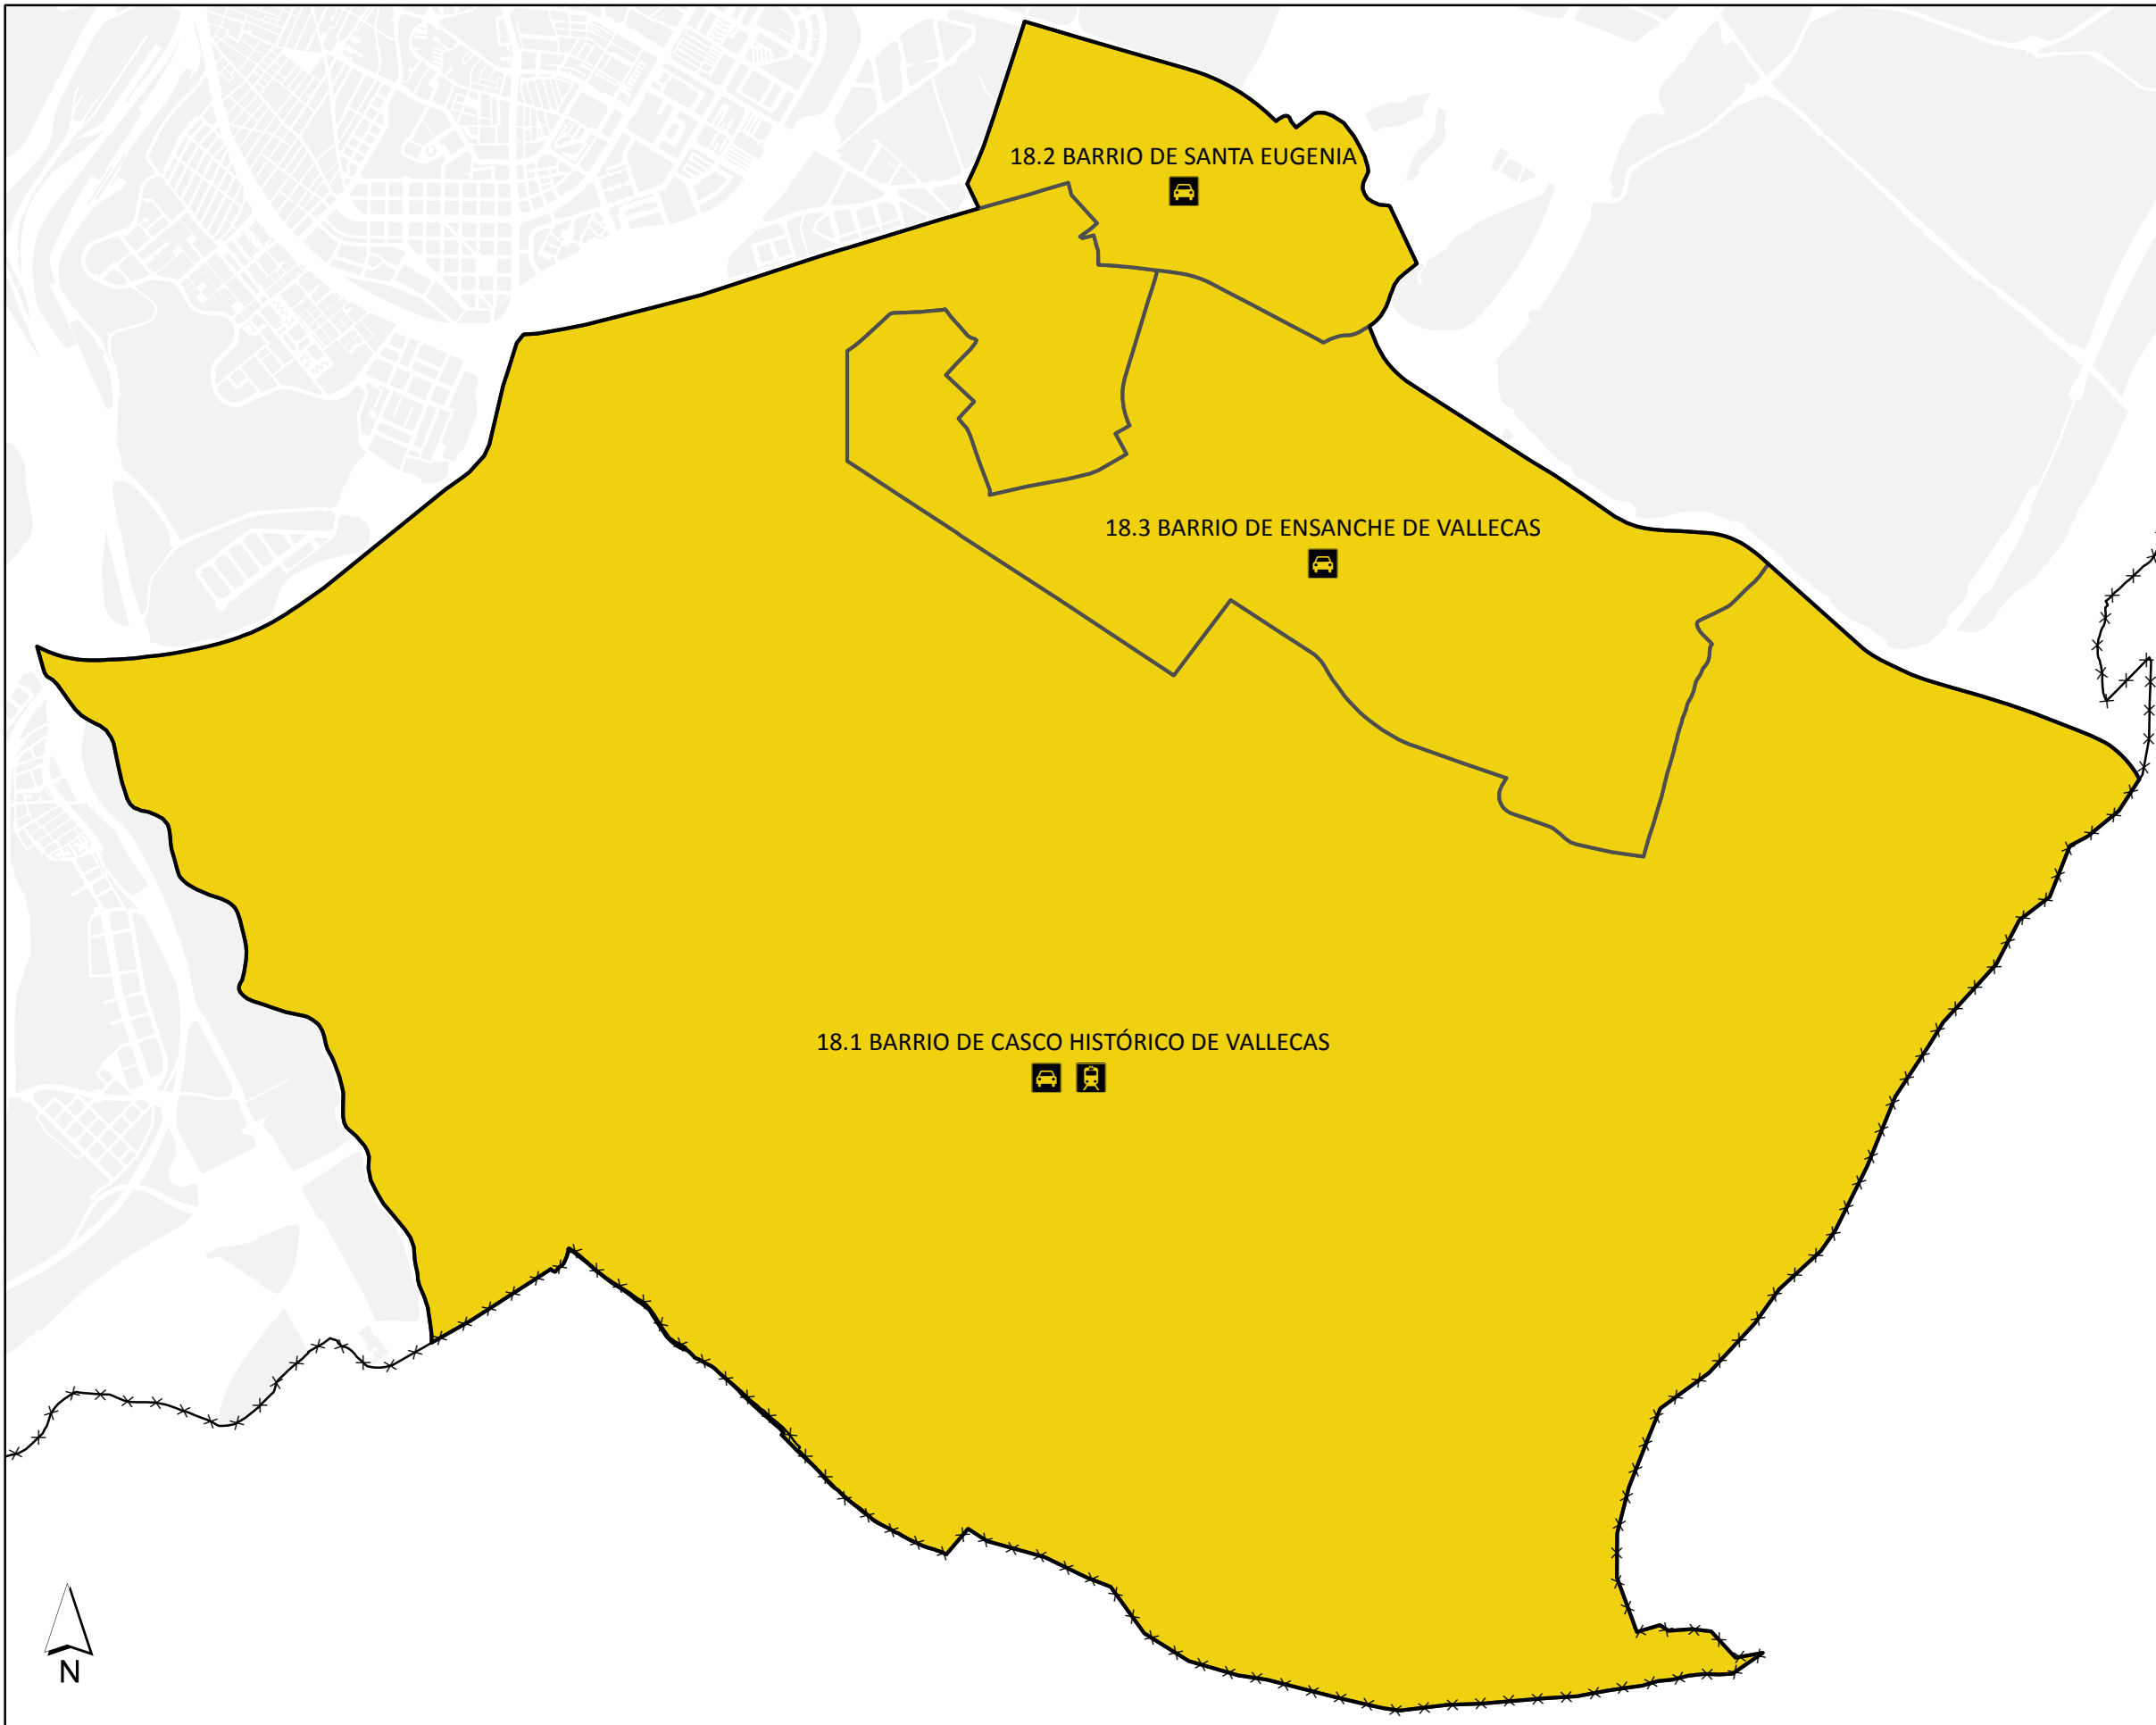 18.2 BARRIO DE SANTA EUGENIA
18.3 BARRIO DE ENSANCHE DE VALLECAS
18.1 BARRIO DE CASCO HISTÓRICO DE VALLECAS
N